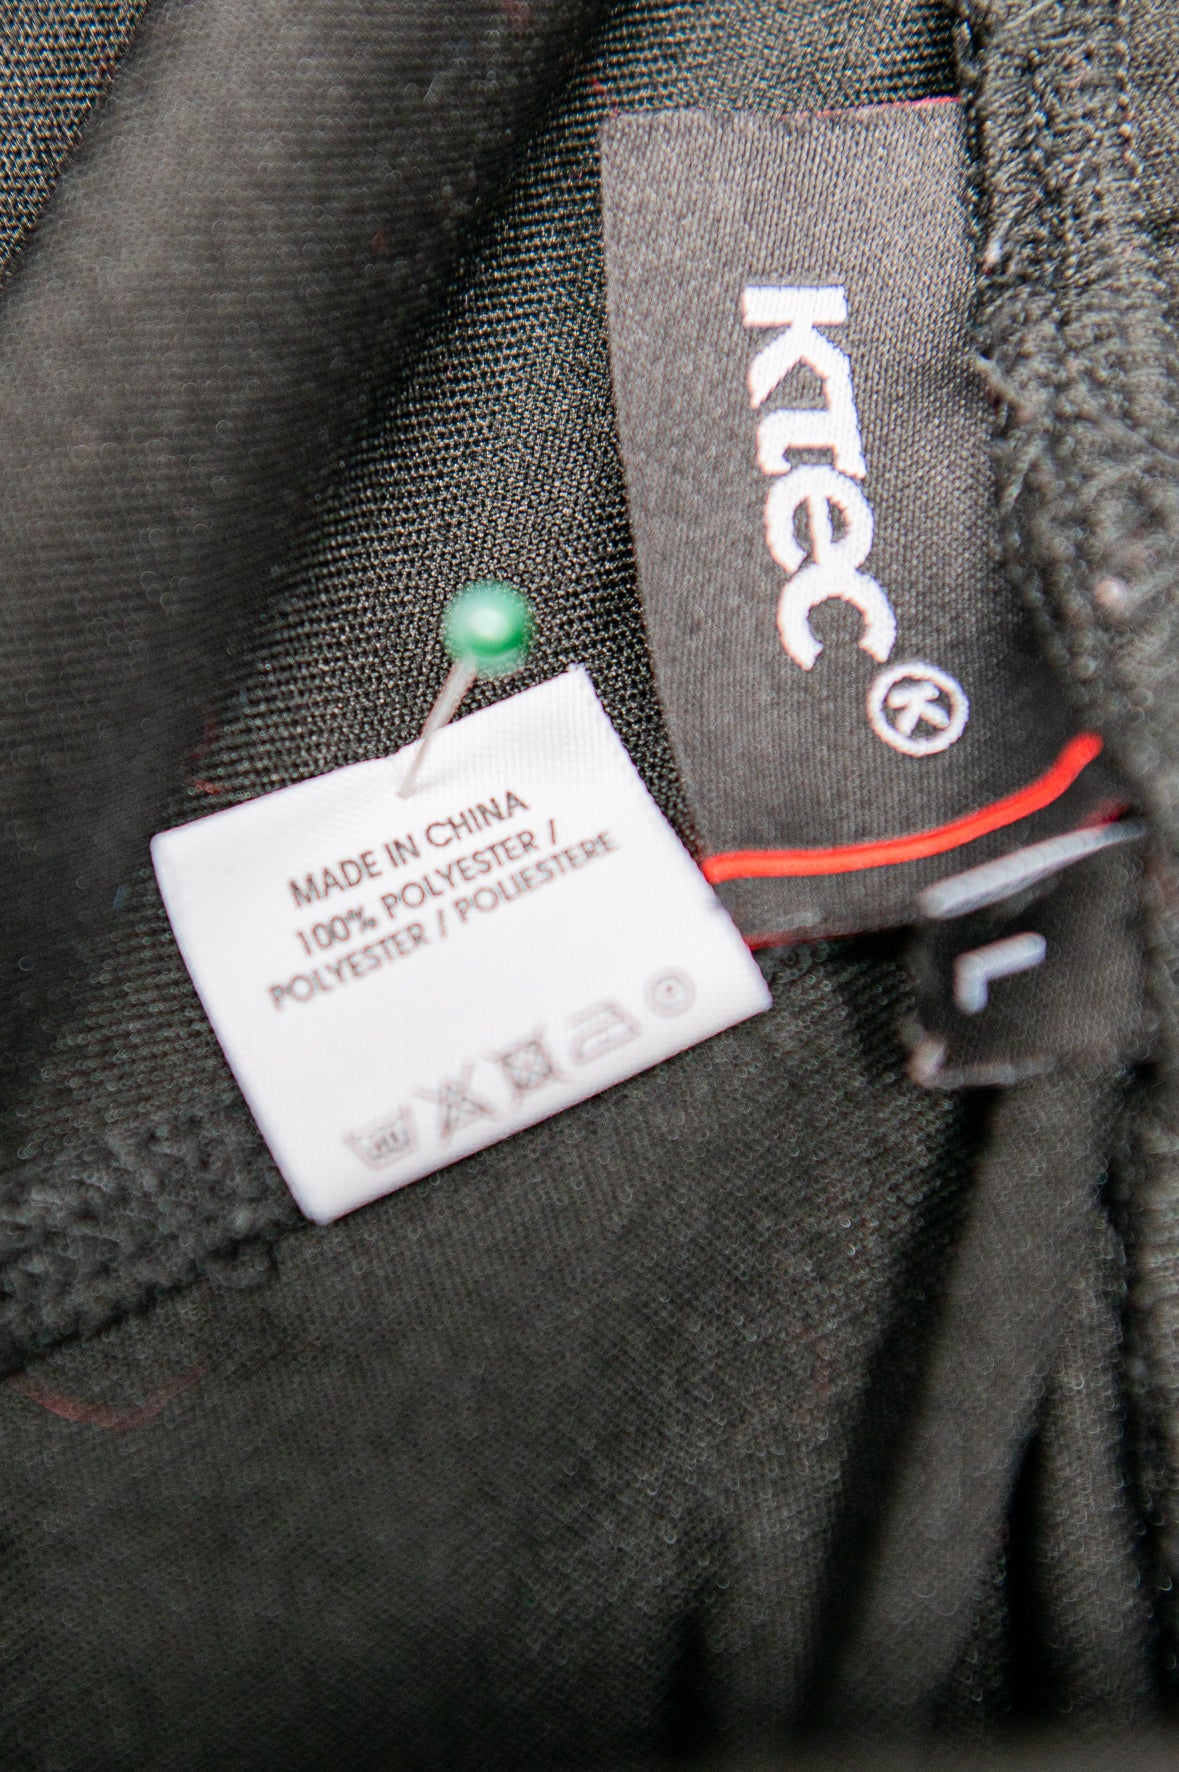 KTeC
K
L
MADE IN CHINA
100% POLYESTER /
POLYESTER / POLIESTERE